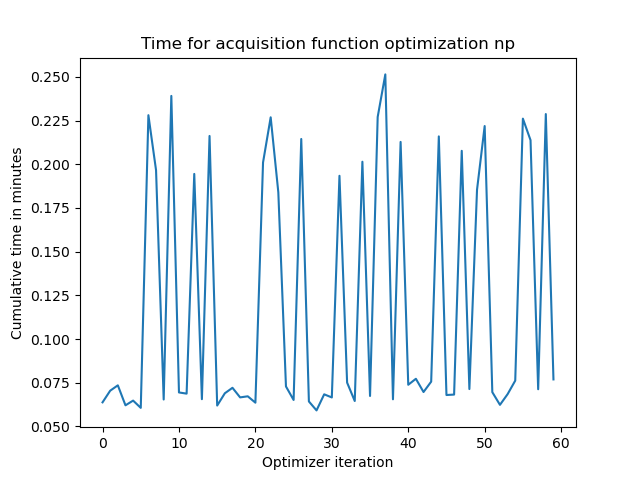 Time for acquisition function optimization np
Cumulative time in minutes
0.250
0.225
0.200
0.175
0.150
0.125
0.100
0.075
0.050
0 10 20 30 40 50 60
Optimizer iteration